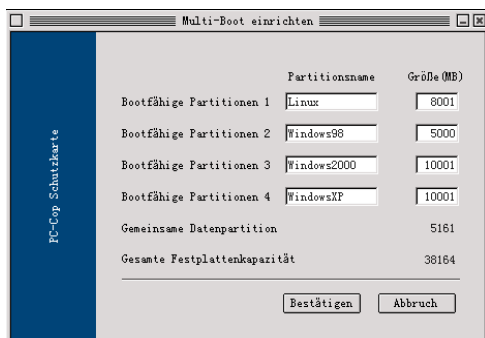 Multi-Boot einrichten
Partitionsname Größe(MB)
Bootfähige Partitionen 1 Linux 8001
Bootfähige Partitionen 2 Windows98 5000
Bootfähige Partitionen 3 Windows2000 10001
Bootfähige Partitionen 4 WindowsXP 10001
Gemeinsame Datenpartition 5161
Gesamte Festplattenkapazität 38164
Bestätigen Abbruch
PC-Cop Schutzkarte